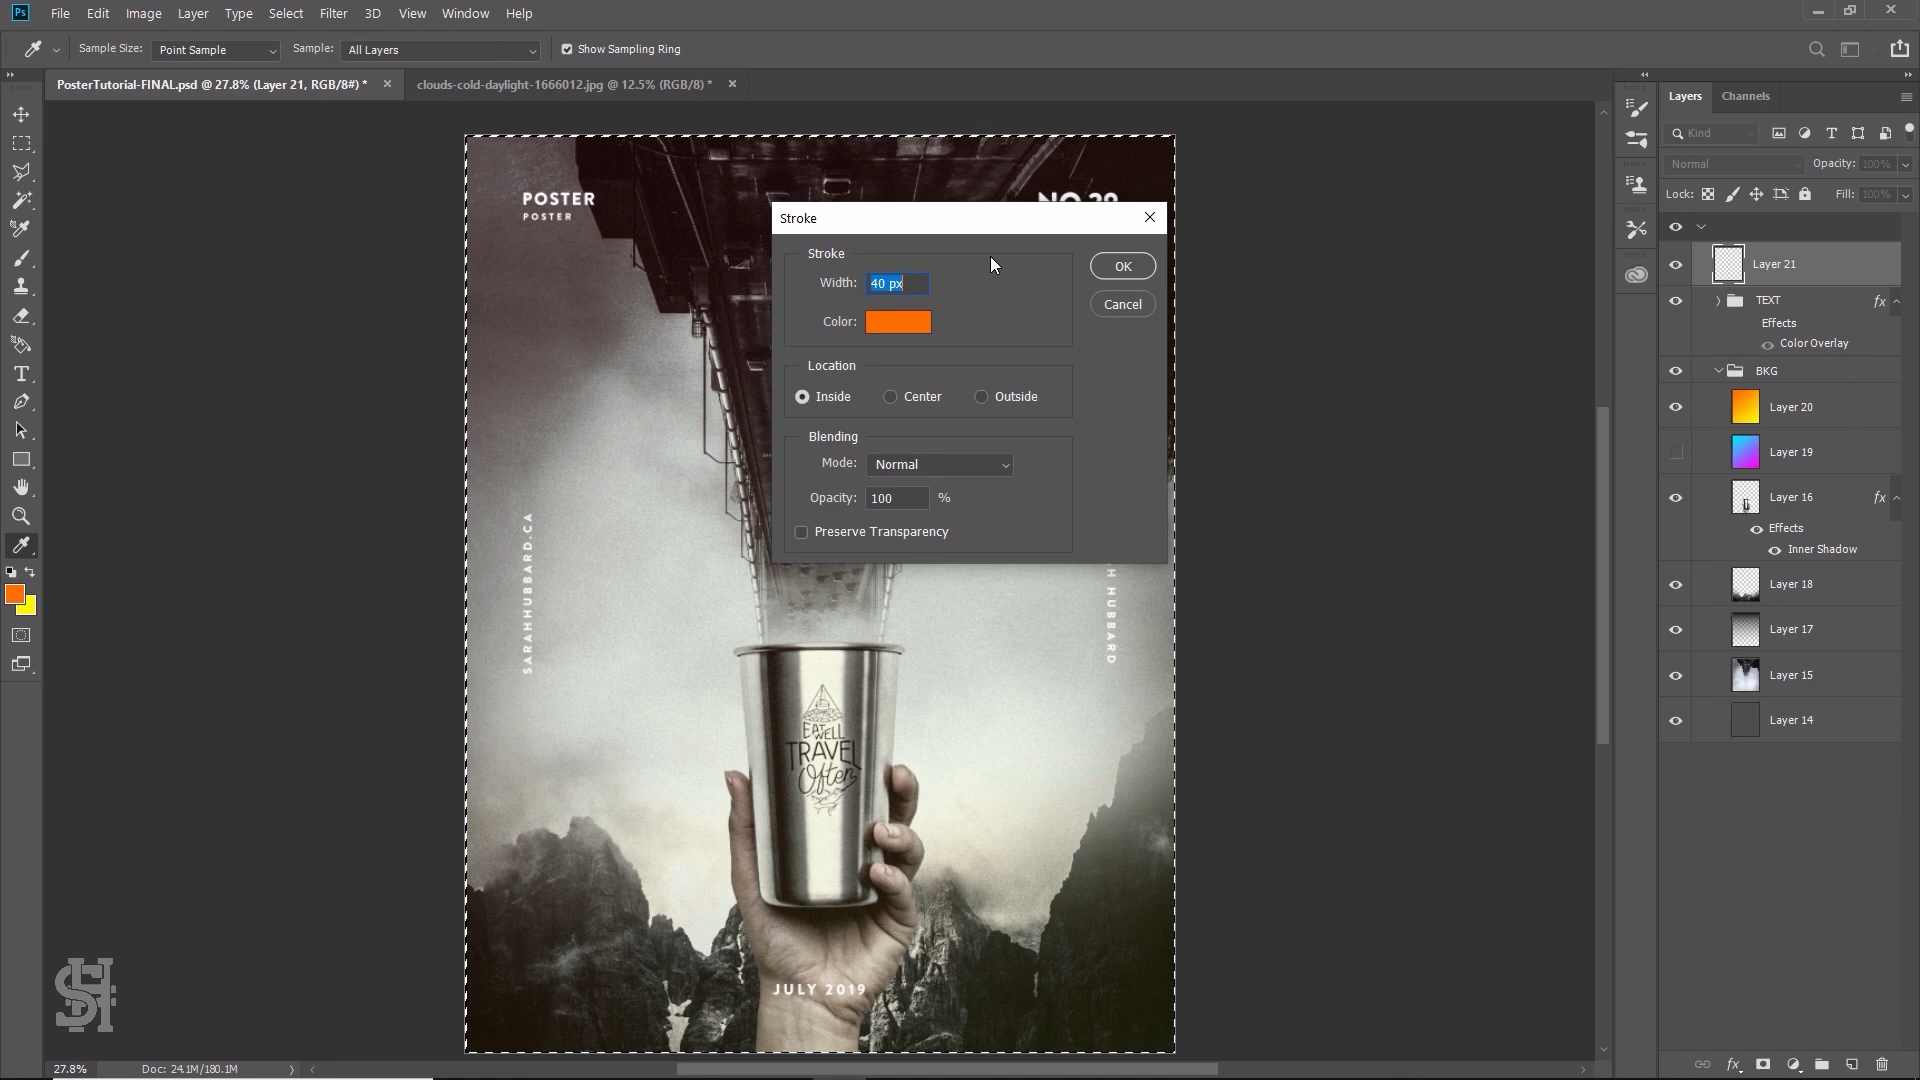 Ps File Edit Image Layer Type Select Filter 3D View Window Help
Sample Size: Point Sample Sample: All Layers Show Sampling Ring
PosterTutorial-FINAL.psd @ 27.8% (Layer 21, RGB/8#) * clouds-cold-daylight-1666012.jpg @ 12.5% (RGB/8) *
POSTER
POSTER
SARAHHUBBARD.CA
EAT WELL
TRAVEL
Often
H HUBBARD
JULY 2019
SH
Stroke
Stroke
Width: 40 px
Color:
OK
Cancel
Location
Inside Center Outside
Blending
Mode: Normal
Opacity: 100 %
Preserve Transparency
Layers Channels
Kind
Normal Opacity: 100%
Lock: Fill: 100%
Layer 21
TEXT fx
Effects
Color Overlay
BKG
Layer 20
Layer 19
Layer 16 fx
Effects
Inner Shadow
Layer 18
Layer 17
Layer 15
Layer 14
fx
27.8% Doc: 24.1M/180.1M